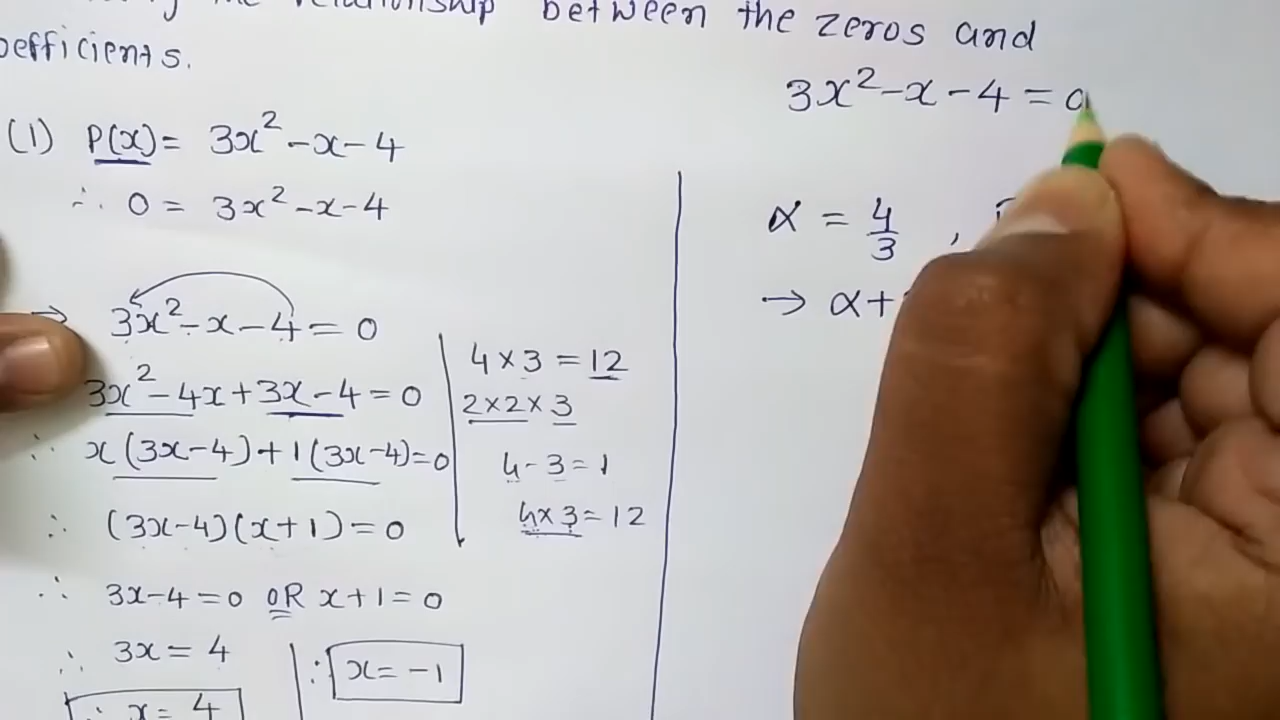 the relationship between the zeros and
coefficients.
(1) P(x) = 3x² - x - 4
∴ 0 = 3x² - x - 4
→ 3x² - x - 4 = 0
3x² - 4x + 3x - 4 = 0
∴ x(3x-4) + 1(3x-4) = 0
∴ (3x-4)(x+1) = 0
∴ 3x-4 = 0 OR x+1 = 0
∴ 3x = 4
∴ x = 4
∴ x = -1
4 × 3 = 12
2×2×3
4 - 3 = 1
4×3 = 12
3x² - x - 4 = 0
α = 4/3 ,
→ α +